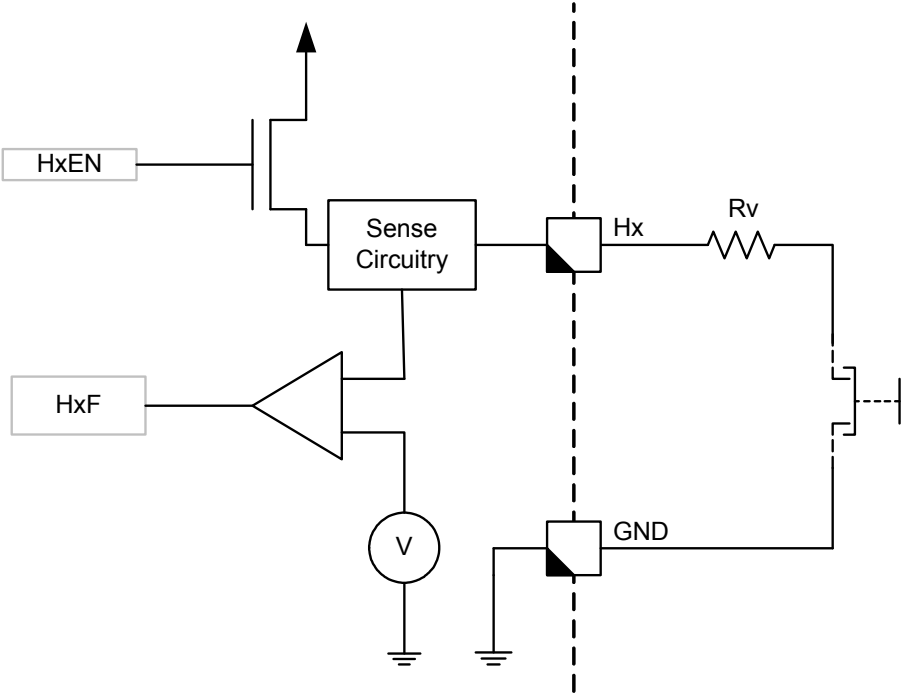 HxEN
Sense
Circuitry
Hx
Rv
HxF
V
GND